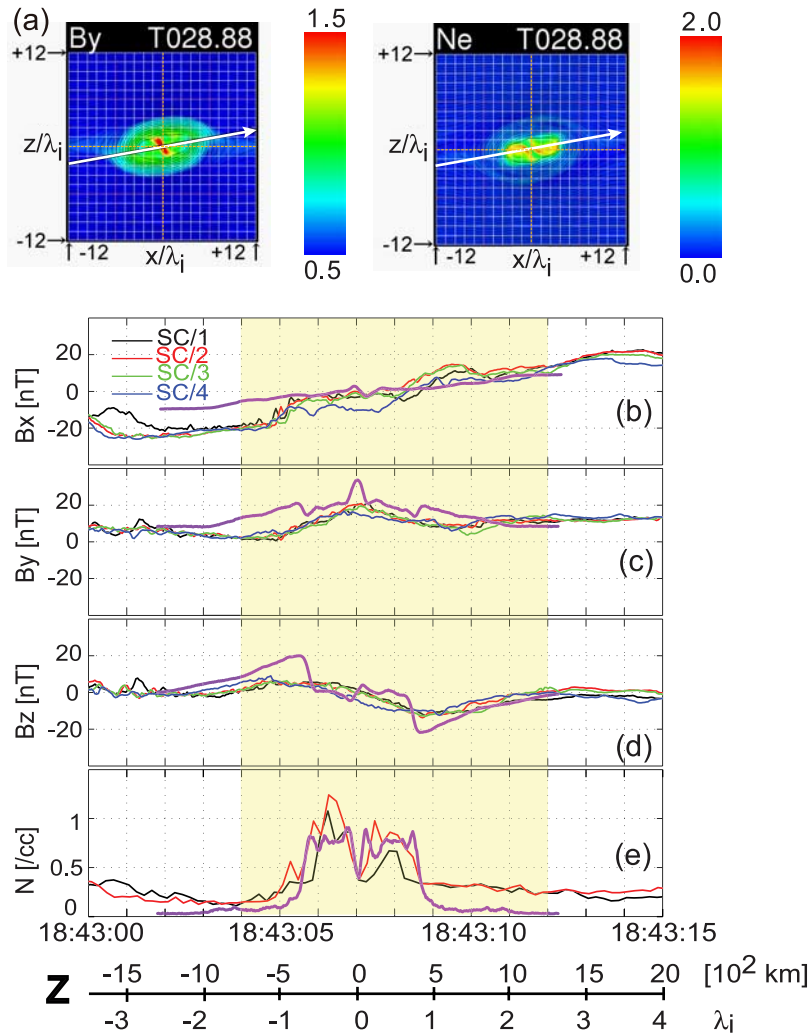 (a)
By T028.88
1.5
Ne T028.88
2.0
+12
+12
z/λi
z/λi
-12
-12
-12
+12
-12
+12
x/λi
x/λi
0.5
0.0
SC/1
SC/2
SC/3
SC/4
20
0
-20
Bx [nT]
(b)
20
0
-20
By [nT]
(c)
20
0
-20
Bz [nT]
(d)
1
0.5
0
N [/cc]
(e)
18:43:00 18:43:05 18:43:10 18:43:15
-15 -10 -5 0 5 10 15 20 [10² km]
Z
-3 -2 -1 0 1 2 3 4 λi